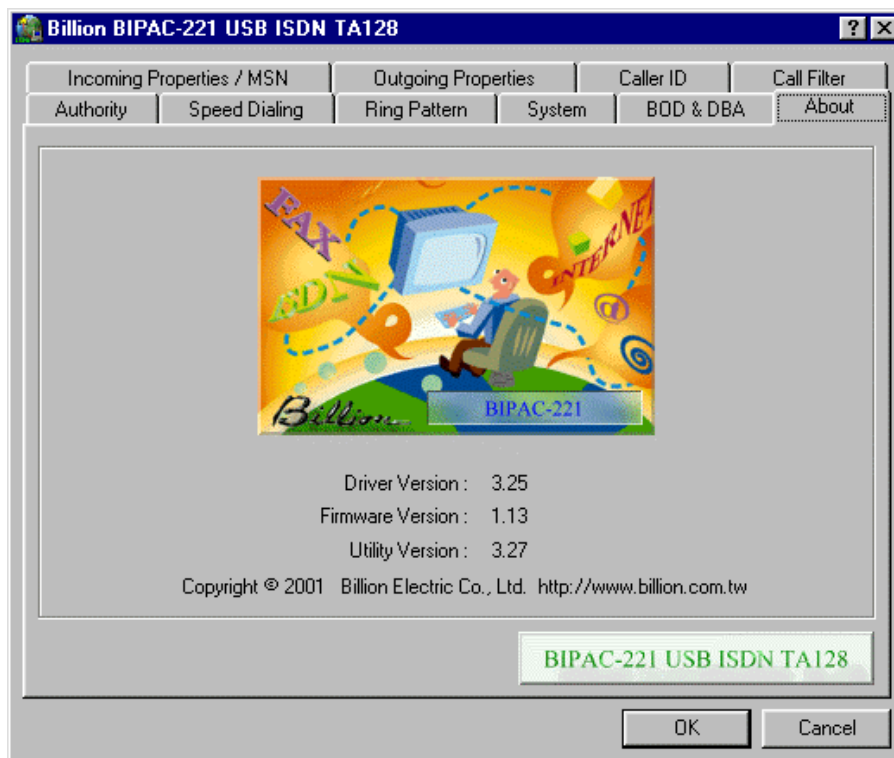 Billion BIPAC-221 USB ISDN TA128
Incoming Properties / MSN Outgoing Properties Caller ID Call Filter
Authority Speed Dialing Ring Pattern System BOD & DBA About
FAX
INTERNET
EDN
@
Billion
BIPAC-221
Driver Version : 3.25
Firmware Version : 1.13
Utility Version : 3.27
Copyright © 2001 Billion Electric Co., Ltd. http://www.billion.com.tw
BIPAC-221 USB ISDN TA128
OK Cancel